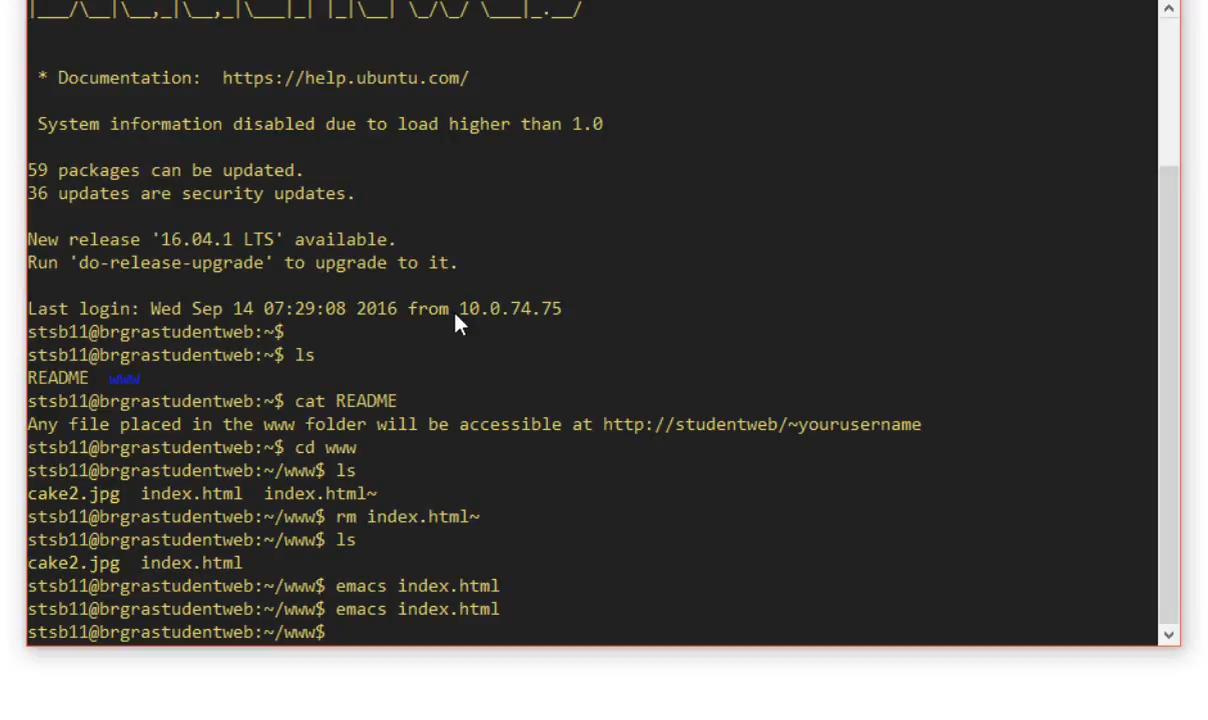 * Documentation:  https://help.ubuntu.com/
System information disabled due to load higher than 1.0
59 packages can be updated.
36 updates are security updates.
New release '16.04.1 LTS' available.
Run 'do-release-upgrade' to upgrade to it.
Last login: Wed Sep 14 07:29:08 2016 from 10.0.74.75
stsb11@brgrastudentweb:~$
stsb11@brgrastudentweb:~$ ls
README  www
stsb11@brgrastudentweb:~$ cat README
Any file placed in the www folder will be accessible at http://studentweb/~yourusername
stsb11@brgrastudentweb:~$ cd www
stsb11@brgrastudentweb:~/www$ ls
cake2.jpg  index.html  index.html~
stsb11@brgrastudentweb:~/www$ rm index.html~
stsb11@brgrastudentweb:~/www$ ls
cake2.jpg  index.html
stsb11@brgrastudentweb:~/www$ emacs index.html
stsb11@brgrastudentweb:~/www$ emacs index.html
stsb11@brgrastudentweb:~/www$